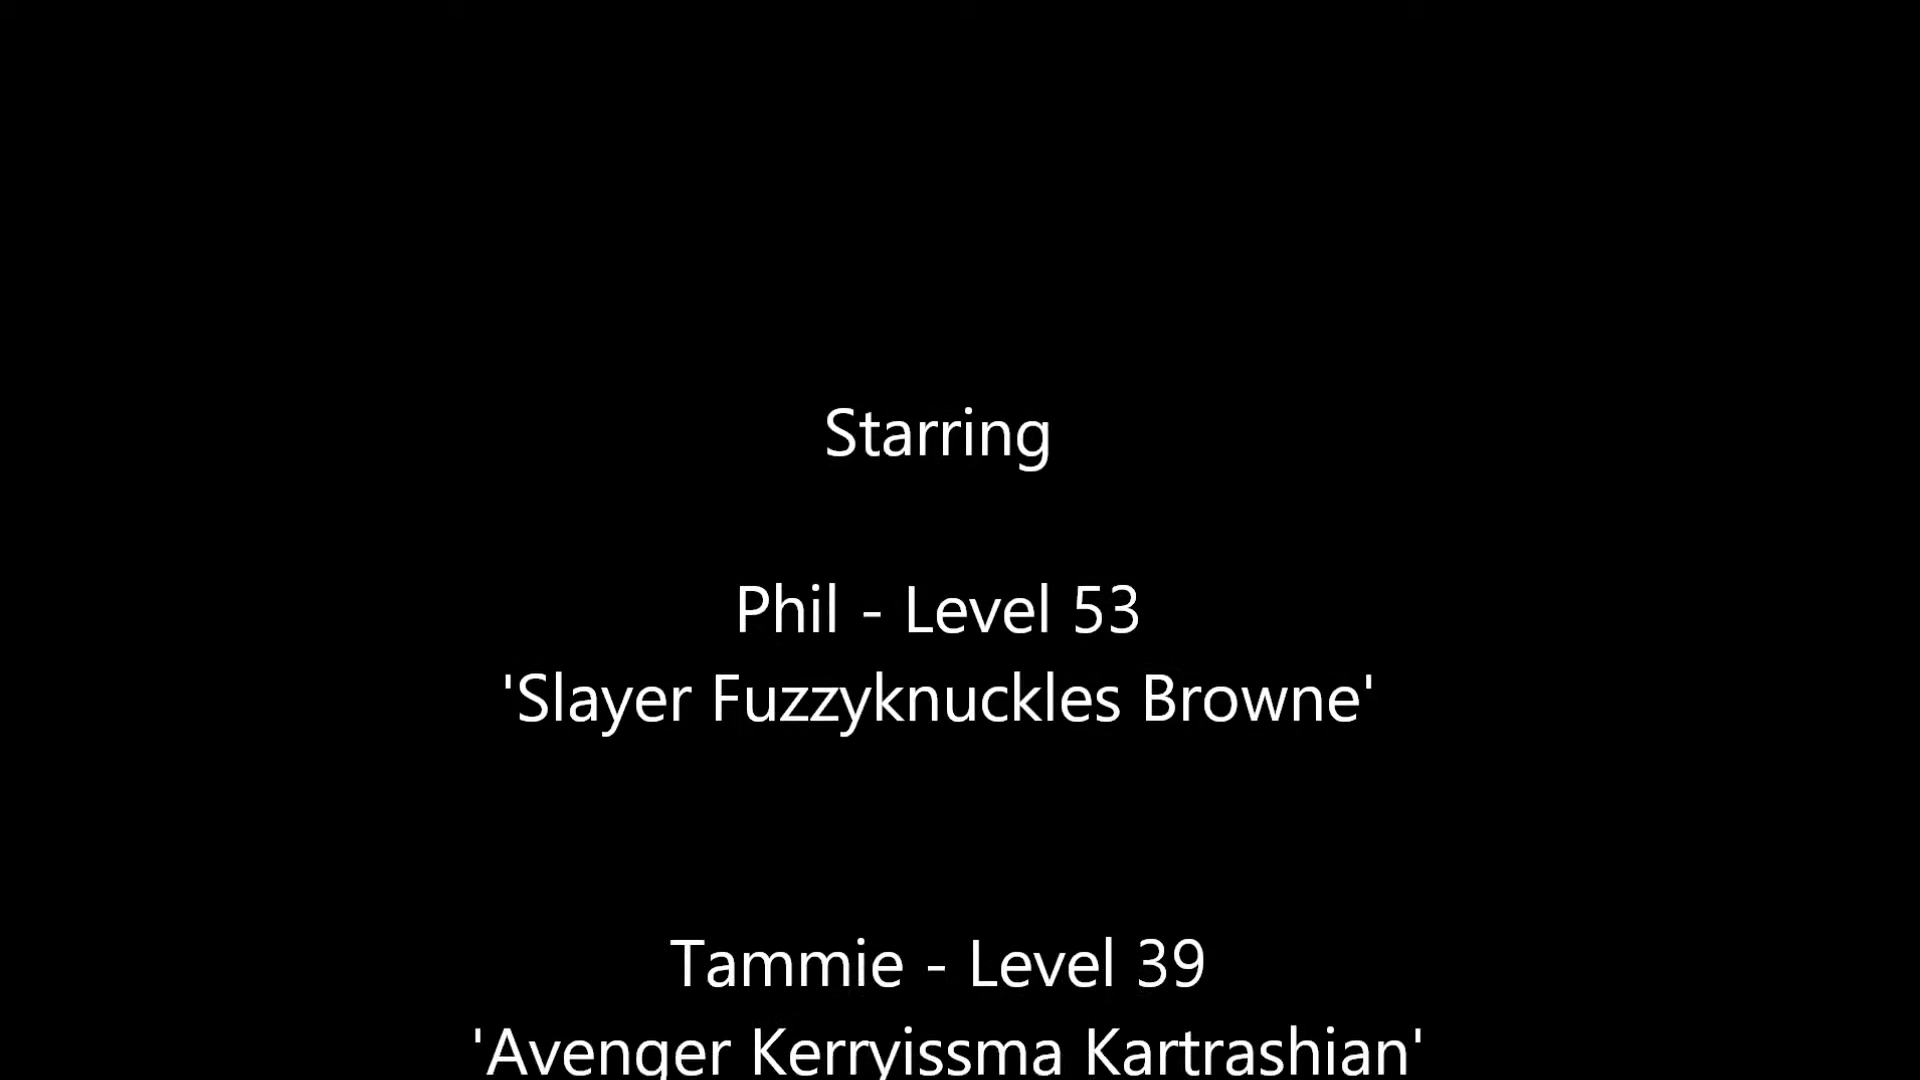 Starring
Phil - Level 53
'Slayer Fuzzyknuckles Browne'
Tammie - Level 39
'Avenger Kerryissma Kartrashian'